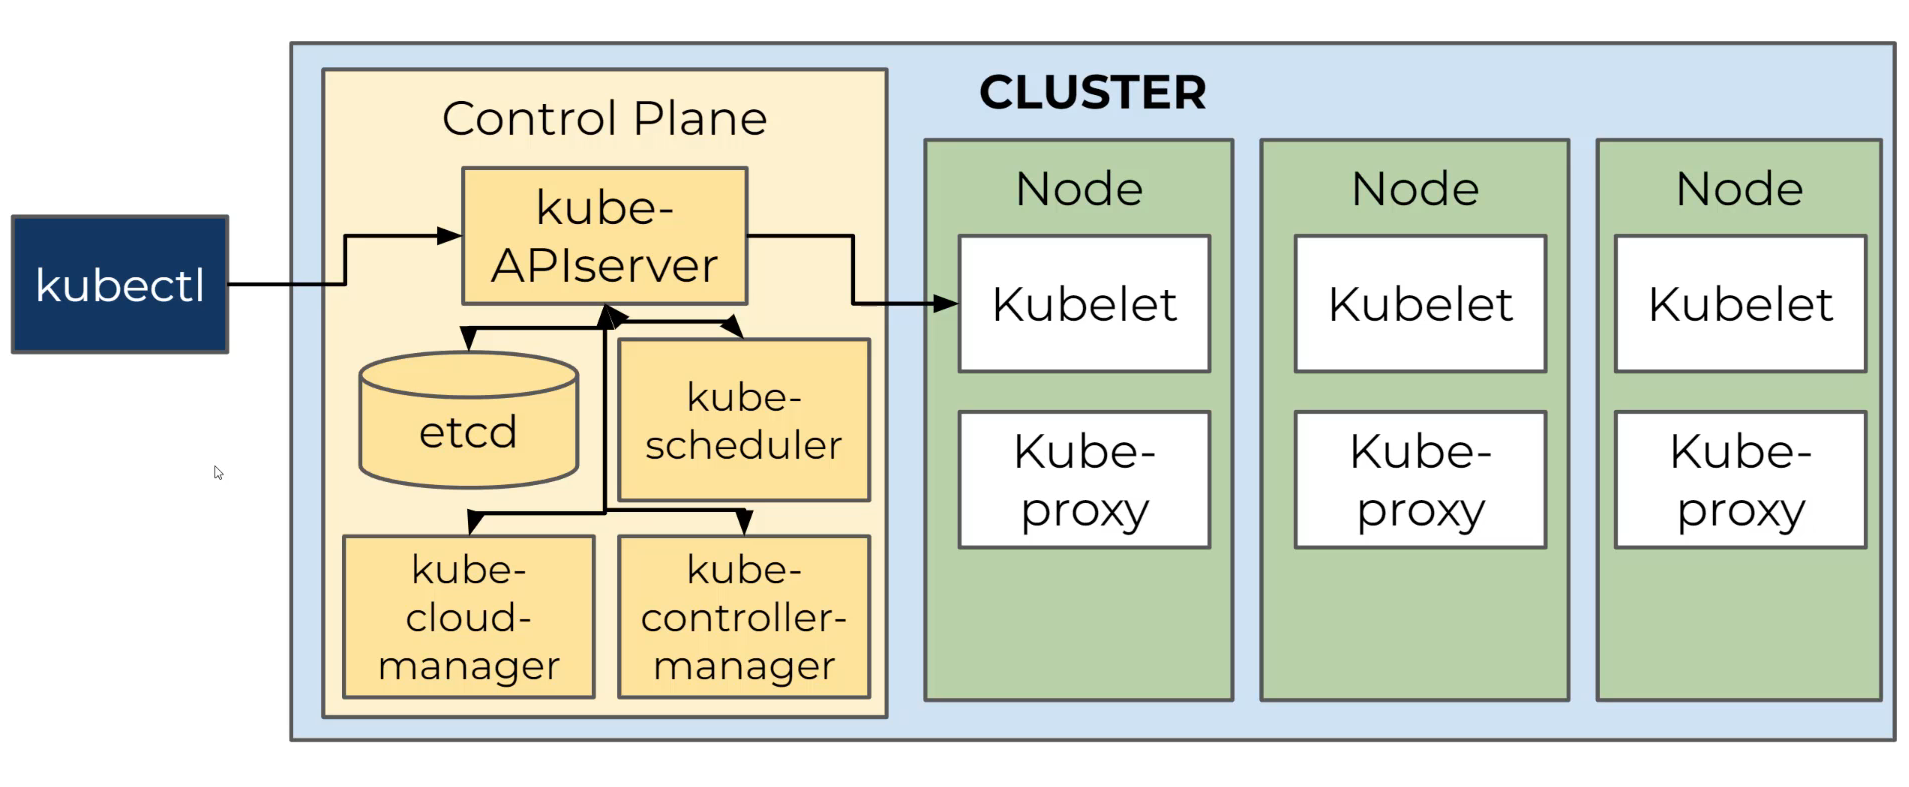 CLUSTER
Control Plane
kubectl
kube-
APIserver
etcd
kube-
scheduler
kube-
cloud-
manager
kube-
controller-
manager
Node
Kubelet
Kube-
proxy
Node
Kubelet
Kube-
proxy
Node
Kubelet
Kube-
proxy